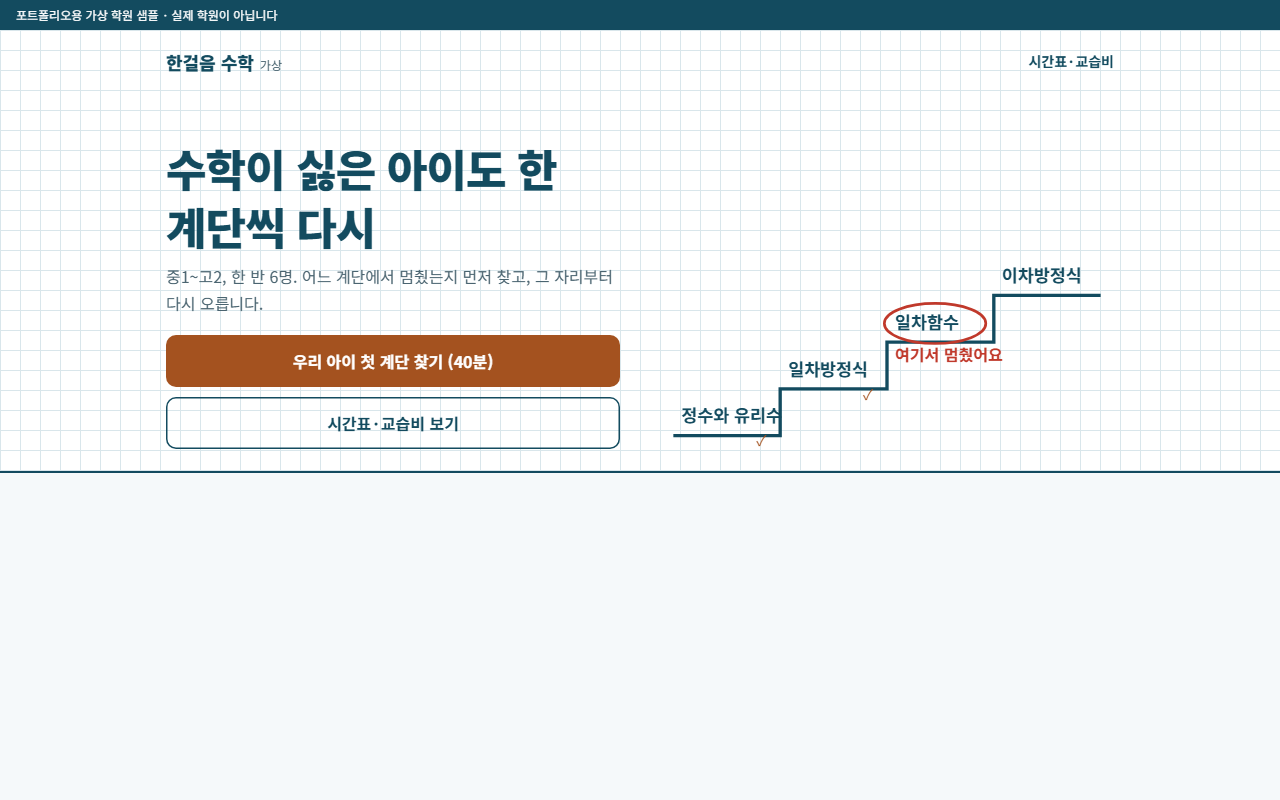 포트폴리오용 가상 학원 샘플 · 실제 학원이 아닙니다
한걸음 수학 가상
시간표·교습비
수학이 싫은 아이도 한
계단씩 다시
중1~고2, 한 반 6명. 어느 계단에서 멈췄는지 먼저 찾고, 그 자리부터
다시 오릅니다.
우리 아이 첫 계단 찾기 (40분)
시간표·교습비 보기
이차방정식
일차함수
여기서 멈췄어요
일차방정식
✓
정수와 유리수
✓